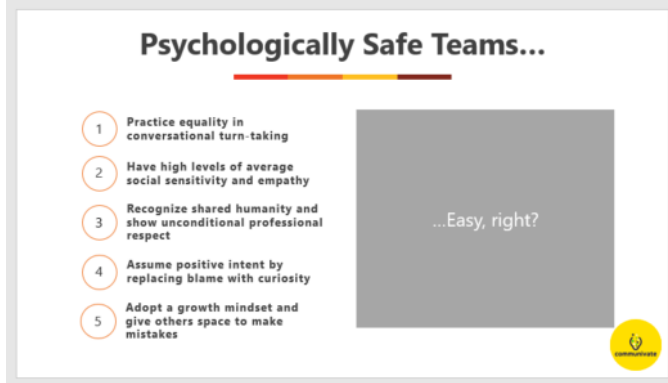 Psychologically Safe Teams...
1
Practice equality in
conversational turn-taking
2
Have high levels of average
social sensitivity and empathy
3
Recognize shared humanity and
show unconditional professional
respect
4
Assume positive intent by
replacing blame with curiosity
5
Adopt a growth mindset and
give others space to make
mistakes
...Easy, right?
communivate